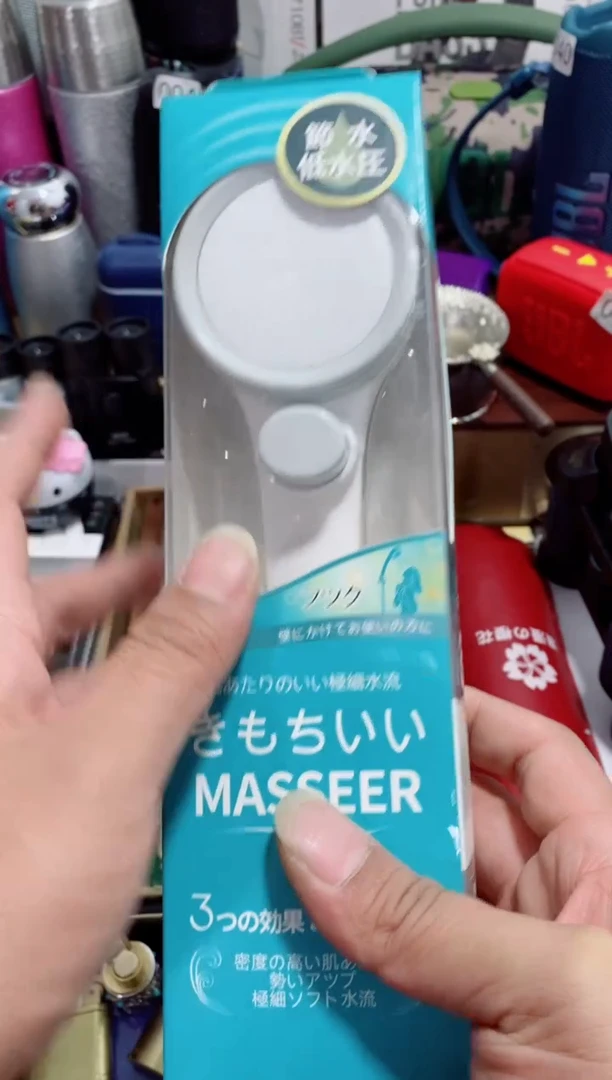 節水
低水圧
壁にかけてお使いの方に
あたりのいい極細水流
きもちいい
MASSEER
3つの効果
密度の高い肌あ
勢いアツプ
極細ソフト水流
JBL